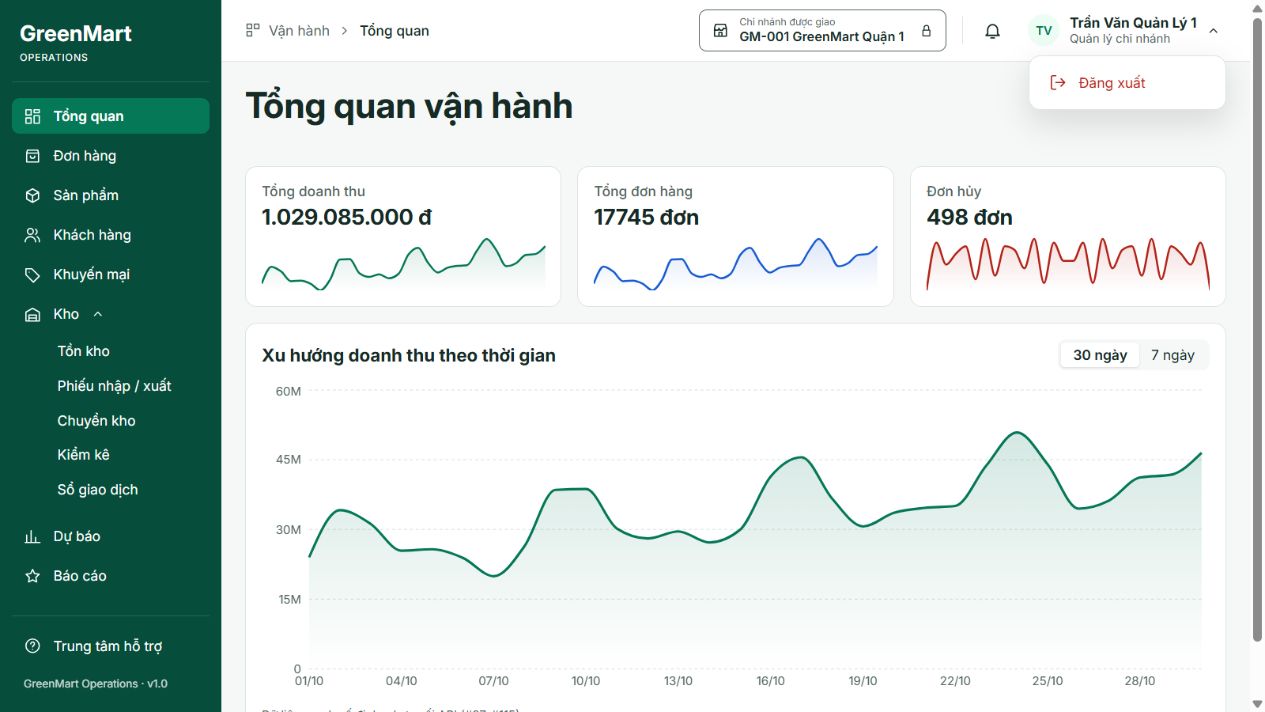 GreenMart
OPERATIONS
Tổng quan
Đơn hàng
Sản phẩm
Khách hàng
Khuyến mại
Kho
Tồn kho
Phiếu nhập / xuất
Chuyển kho
Kiểm kê
Sổ giao dịch
Dự báo
Báo cáo
Trung tâm hỗ trợ
GreenMart Operations · v1.0
Vận hành > Tổng quan
Chi nhánh được giao
GM-001 GreenMart Quận 1
TV
Trần Văn Quản Lý 1
Quản lý chi nhánh
Đăng xuất
Tổng quan vận hành
Tổng doanh thu
1.029.085.000 đ
Tổng đơn hàng
17745 đơn
Đơn hủy
498 đơn
Xu hướng doanh thu theo thời gian
30 ngày
7 ngày
60M
45M
30M
15M
0
01/10
04/10
07/10
10/10
13/10
16/10
19/10
22/10
25/10
28/10